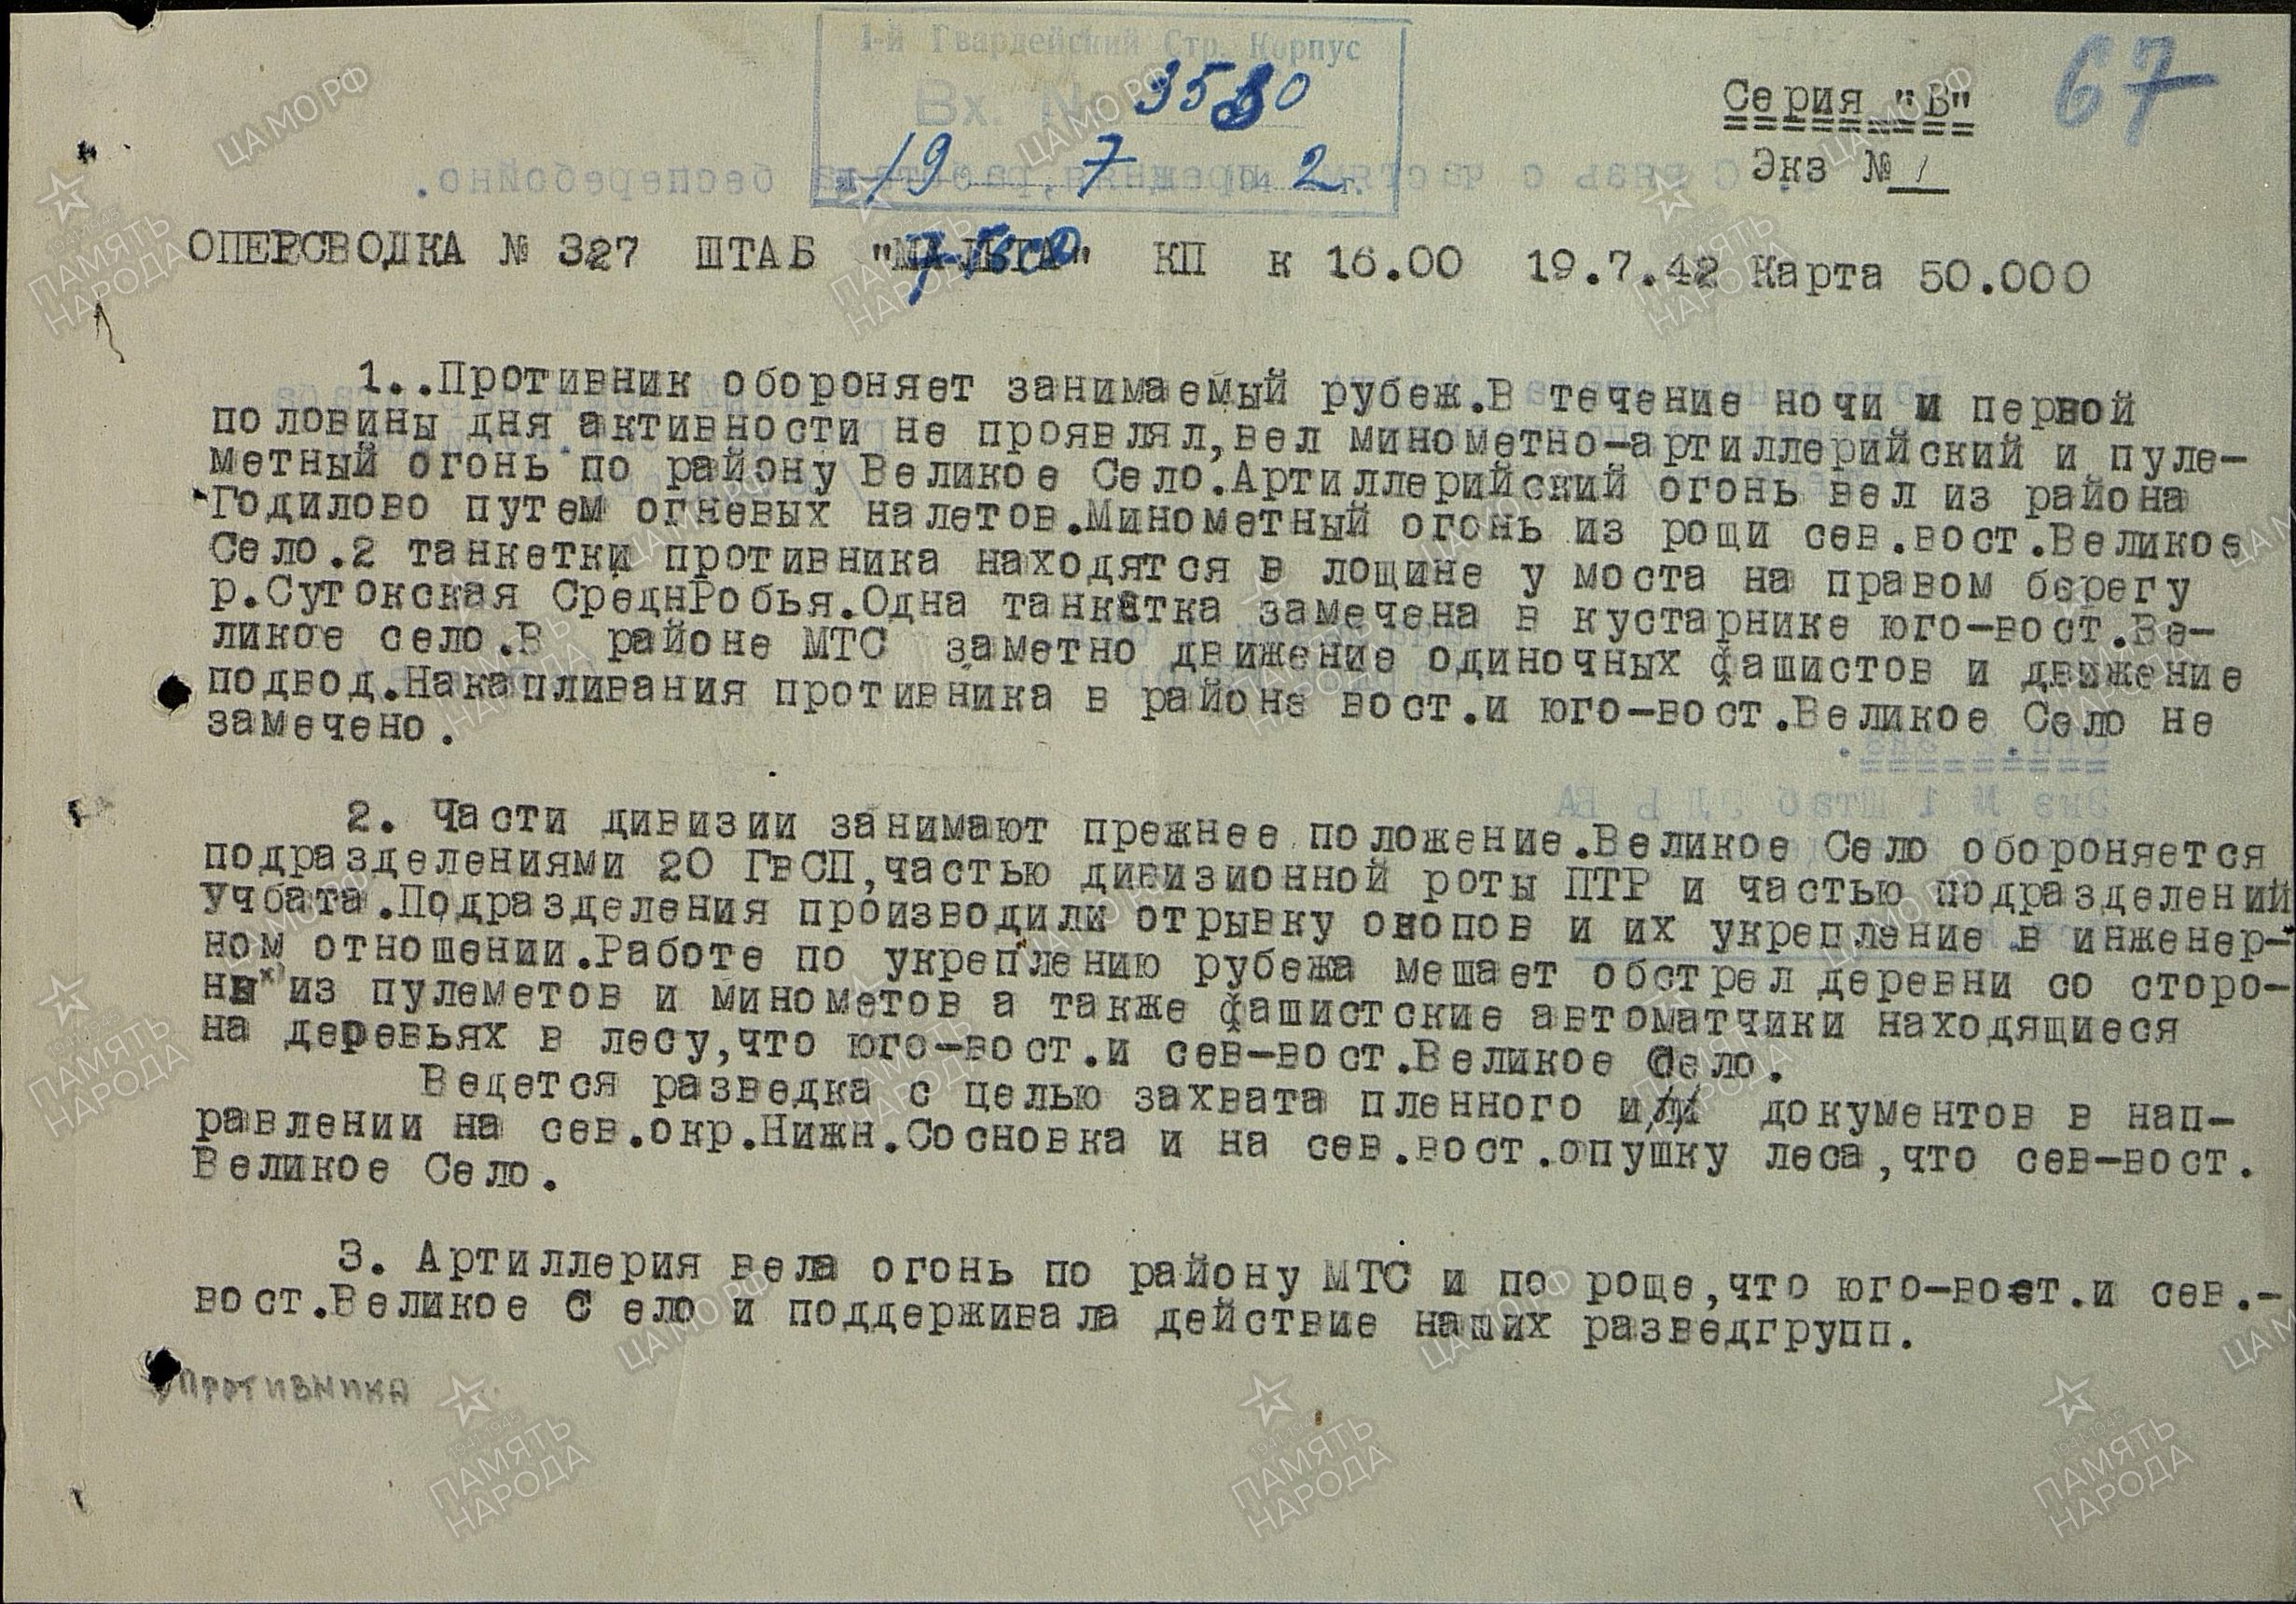 1-й Гвардейский Стр. Корпус
Вх. № 3530
19 7 1942 г.
67
Серия "В"
Экз № 1
ОПЕРСВОДКА № 327 ШТАБ "МАЛЬТА" КП к 16.00 19.7.42 Карта 50.000
1..Противник обороняет занимаемый рубеж.В течение ночи и первой
половины дня активности не проявлял,вел минометно-артиллерийский и пуле-
метный огонь по району Великое Село.Артиллерийский огонь вел из района
Годилово путем огневых налетов.Минометный огонь из рощи сев.вост.Великое
Село.2 танкетки противника находятся в лощине у моста на правом берегу
р.Сутокская СреднРобья.Одна танкетка замечена в кустарнике юго-вост.Ве-
ликое село.В районе МТС заметно движение одиночных фашистов и движение
подвод.Накапливания противника в районе вост.и юго-вост.Великое Село не
замечено.
2. Части дивизии занимают прежнее положение.Великое Село обороняется
подразделениями 20 ГвСП,частью дивизионной роты ПТР и частью подразделений
учбата.Подразделения производили отрывку окопов и их укрепление в инженер-
ном отношении.Работе по укреплению рубежа мешает обстрел деревни со сторо-
ны х) из пулеметов и минометов а также фашистские автоматчики находящиеся
на деревьях в лесу,что юго-вост.и сев-вост.Великое Село.
Ведется разведка с целью захвата пленного или документов в нап-
равлении на сев.окр.Нижн.Сосновка и на сев.вост.опушку леса,что сев-вост.
Великое Село.
3. Артиллерия вела огонь по району МТС и по роще,что юго-вост.и сев.-
вост.Великое С ело и поддерживала действие наших разведгрупп.
противника